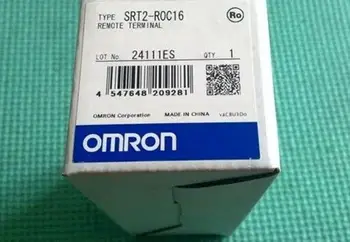 TYPE SRT2-ROC16
REMOTE TERMINAL
Ro
LOT No 24111ES QTY 1
4 547648 209281
OMRON Corporation MADE IN CHINA
OMRON